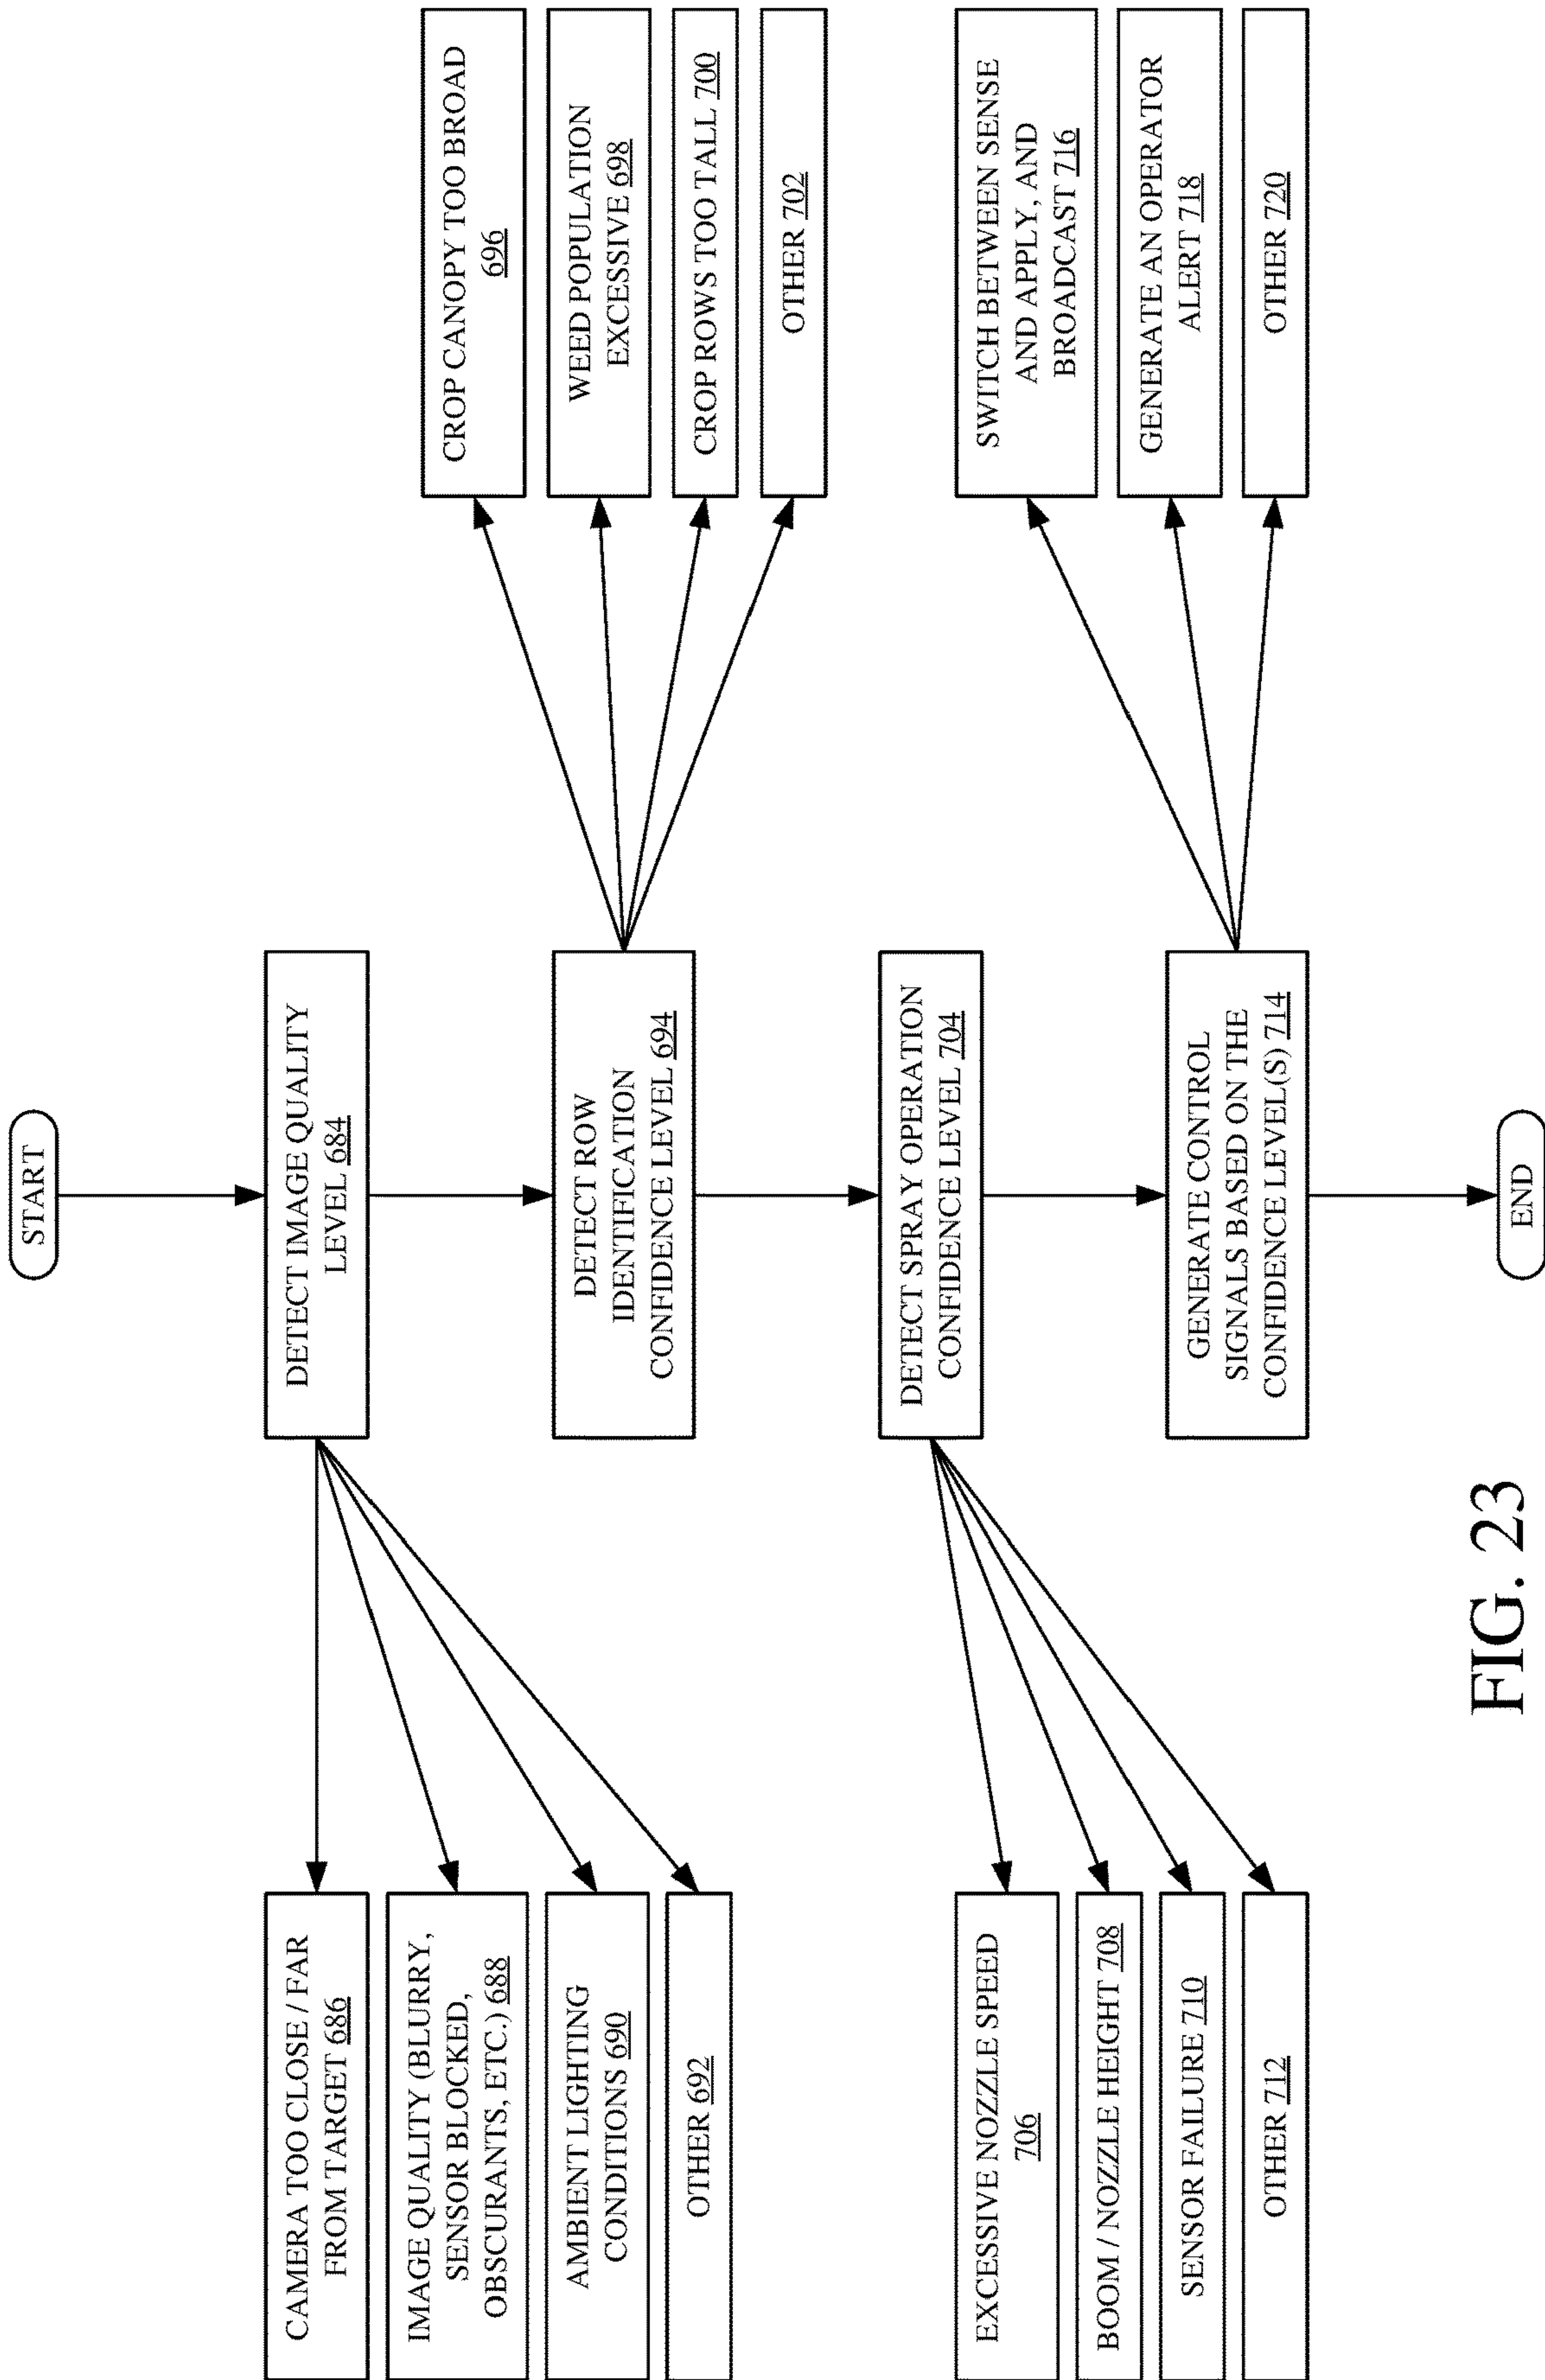 START
DETECT IMAGE QUALITY
LEVEL 684
CAMERA TOO CLOSE / FAR
FROM TARGET 686
IMAGE QUALITY (BLURRY,
SENSOR BLOCKED,
OBSCURANTS, ETC.) 688
AMBIENT LIGHTING
CONDITIONS 690
OTHER 692
DETECT ROW
IDENTIFICATION
CONFIDENCE LEVEL 694
CROP CANOPY TOO BROAD
696
WEED POPULATION
EXCESSIVE 698
CROP ROWS TOO TALL 700
OTHER 702
DETECT SPRAY OPERATION
CONFIDENCE LEVEL 704
EXCESSIVE NOZZLE SPEED
706
BOOM / NOZZLE HEIGHT 708
SENSOR FAILURE 710
OTHER 712
GENERATE CONTROL
SIGNALS BASED ON THE
CONFIDENCE LEVEL(S) 714
SWITCH BETWEEN SENSE
AND APPLY, AND
BROADCAST 716
GENERATE AN OPERATOR
ALERT 718
OTHER 720
END
FIG. 23